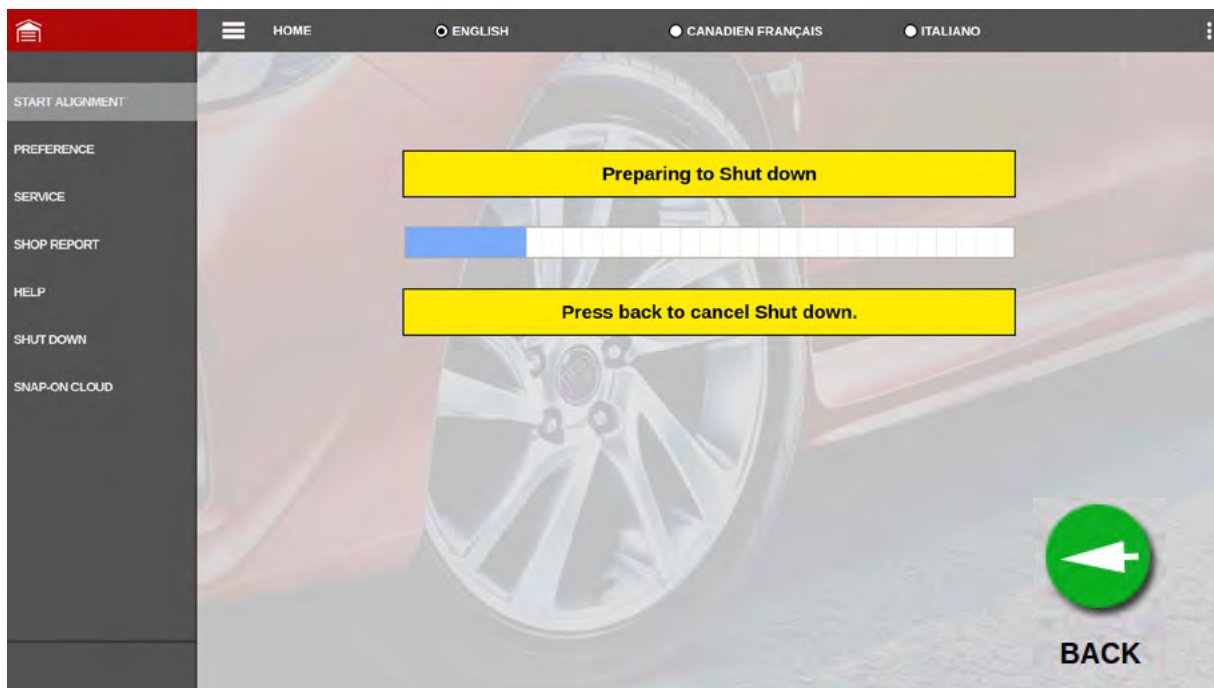 HOME
ENGLISH
CANADIEN FRANÇAIS
ITALIANO
START ALIGNMENT
PREFERENCE
SERVICE
SHOP REPORT
HELP
SHUT DOWN
SNAP-ON CLOUD
Preparing to Shut down
Press back to cancel Shut down.
BACK